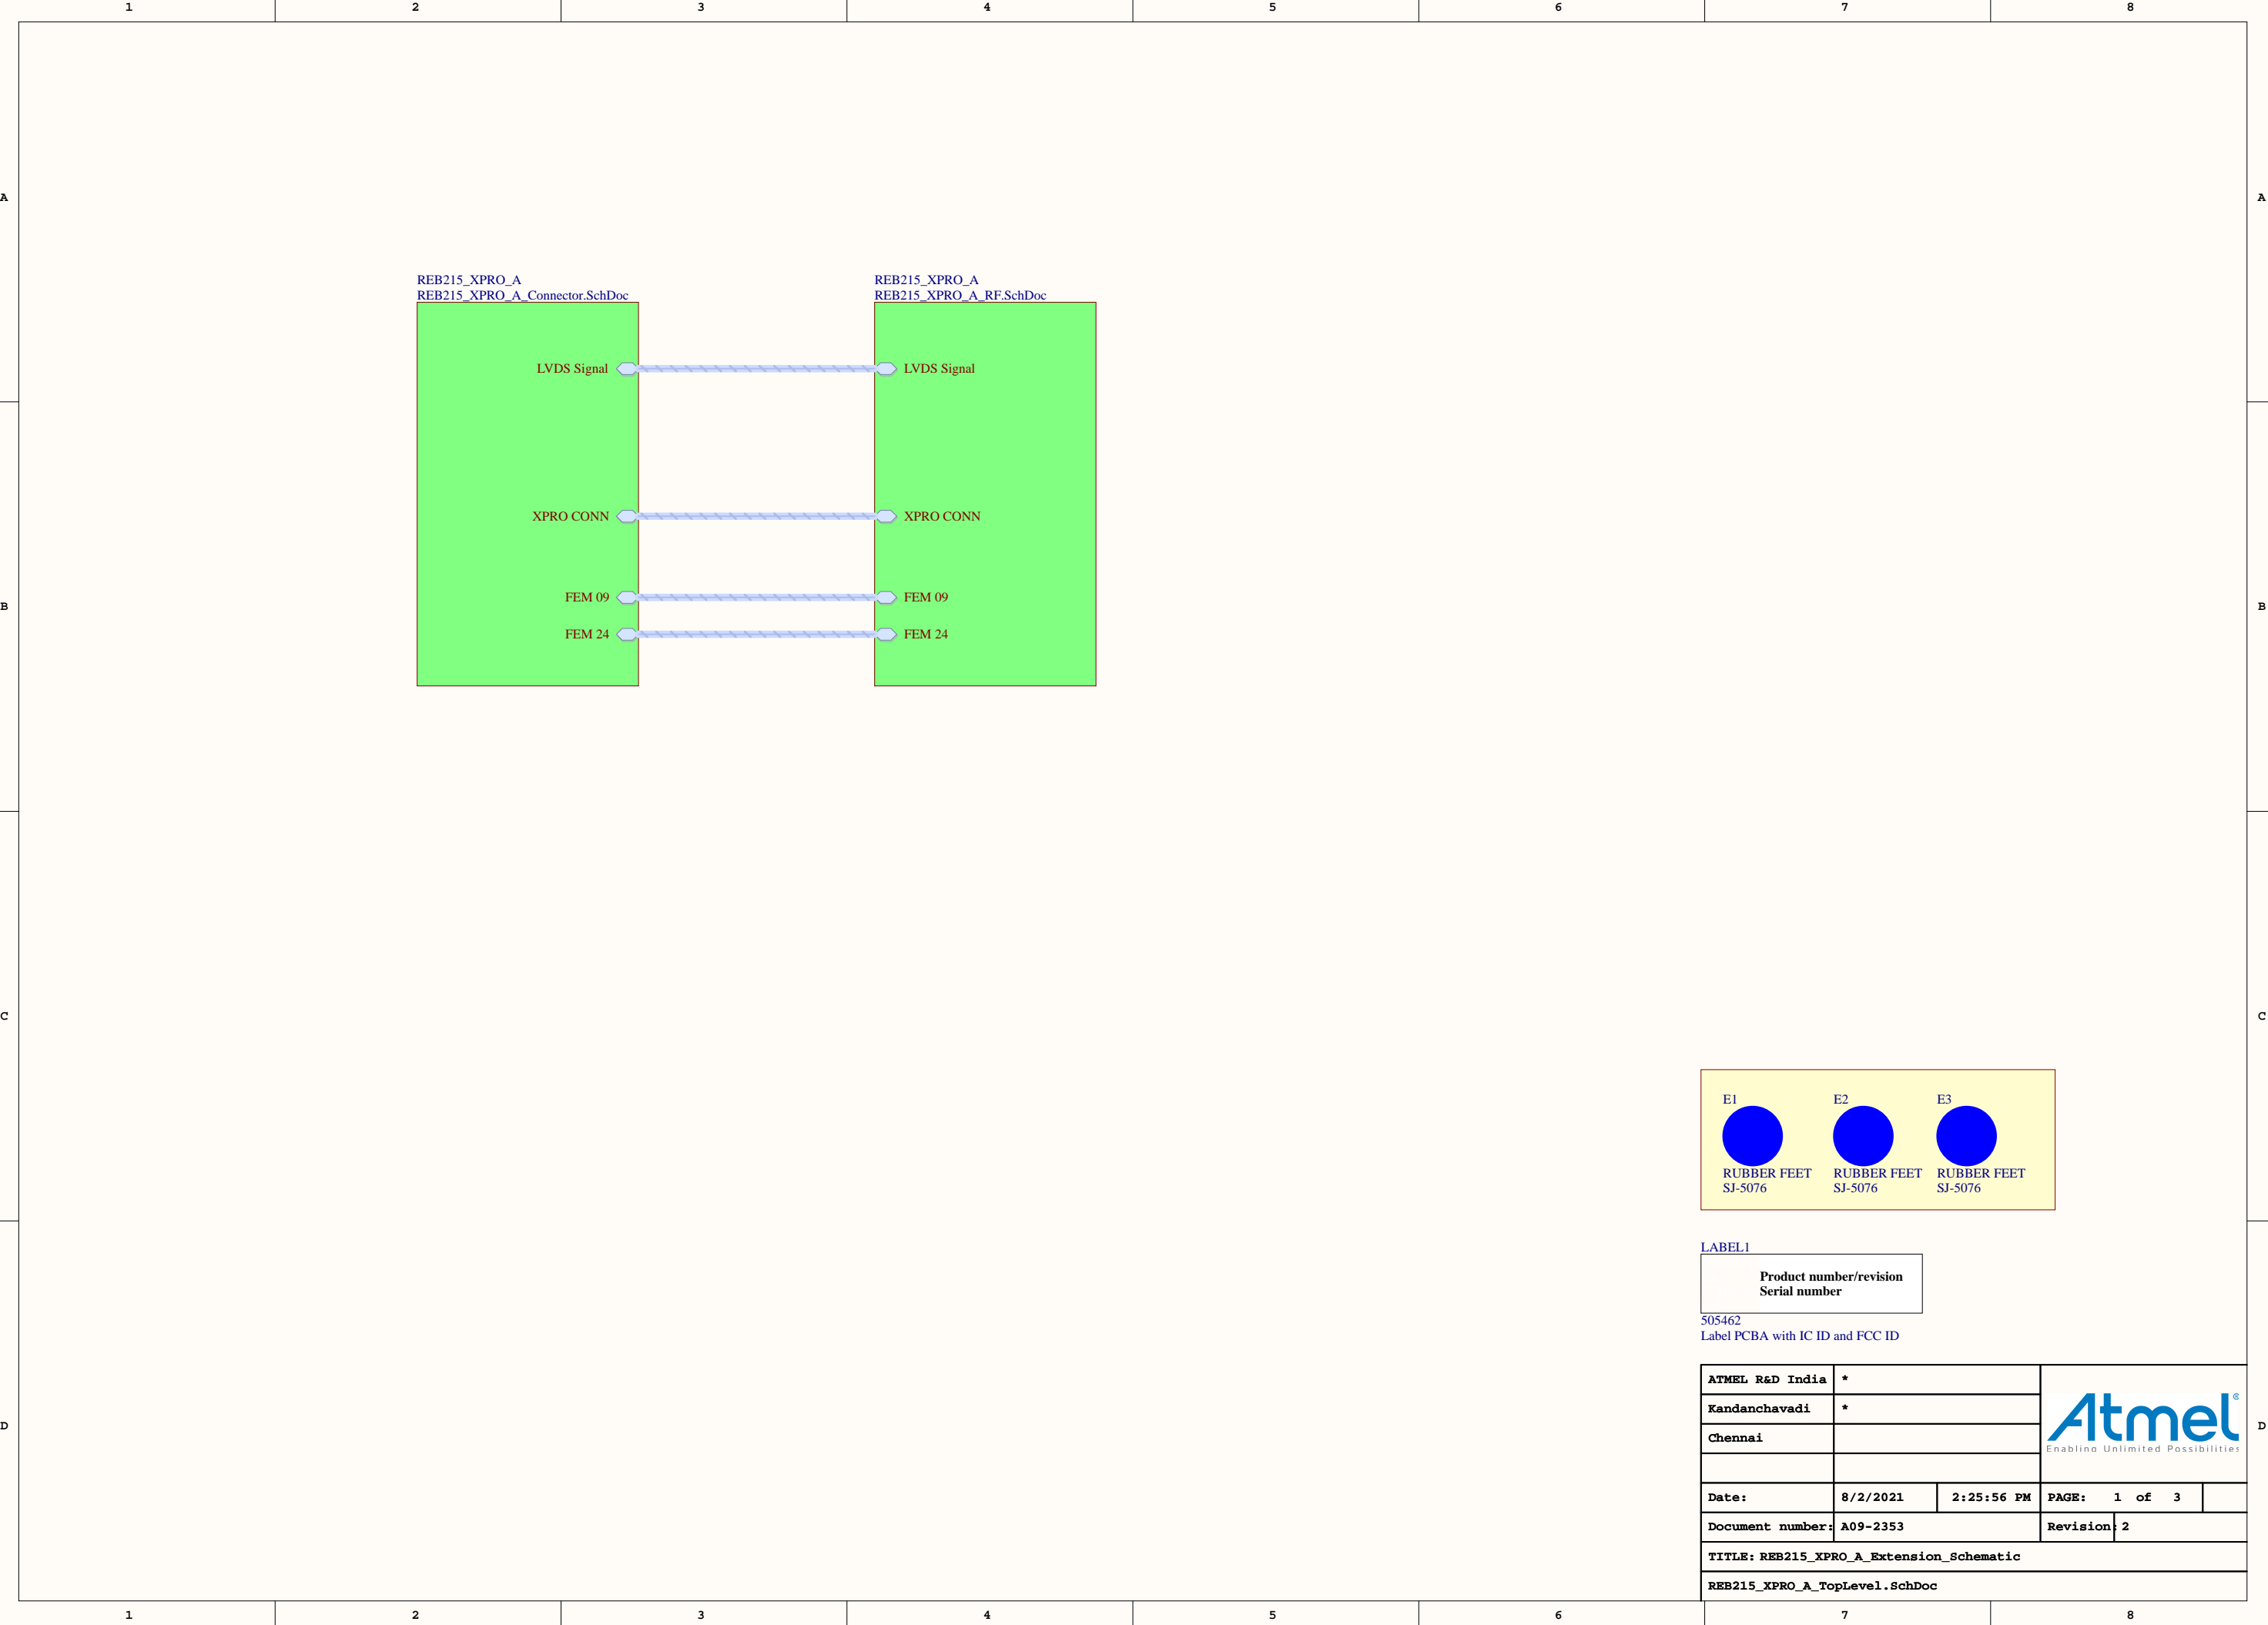 1 2 3 4 5 6 7 8
A A
REB215_XPRO_A
REB215_XPRO_A_Connector.SchDoc
REB215_XPRO_A
REB215_XPRO_A_RF.SchDoc
LVDS Signal LVDS Signal
XPRO CONN XPRO CONN
B B
FEM 09 FEM 09
FEM 24 FEM 24
C C
E1 E2 E3
RUBBER FEET RUBBER FEET RUBBER FEET
SJ-5076 SJ-5076 SJ-5076
LABEL1
Product number/revision
Serial number
505462
Label PCBA with IC ID and FCC ID
D D
ATMEL R&D India *
Kandanchavadi *
Chennai
Atmel®
Enabling Unlimited Possibilities
Date: 8/2/2021 2:25:56 PM PAGE: 1 of 3
Document number: A09-2353 Revision: 2
TITLE: REB215_XPRO_A_Extension_Schematic
REB215_XPRO_A_TopLevel.SchDoc
1 2 3 4 5 6 7 8